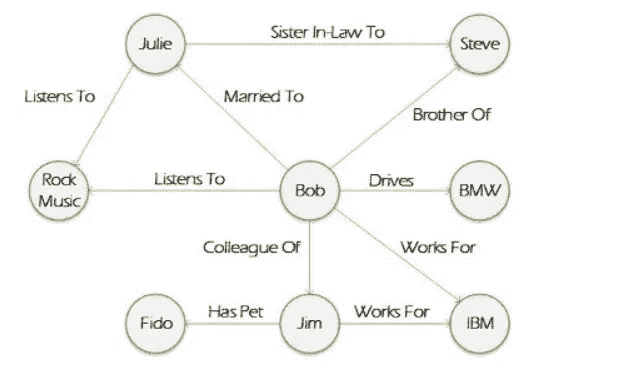 Sister In-Law To
Julie
Steve
Listens To
Married To
Brother Of
Rock
Music
Listens To
Bob
Drives
BMW
Colleague Of
Works For
Fido
Has Pet
Jim
Works For
IBM